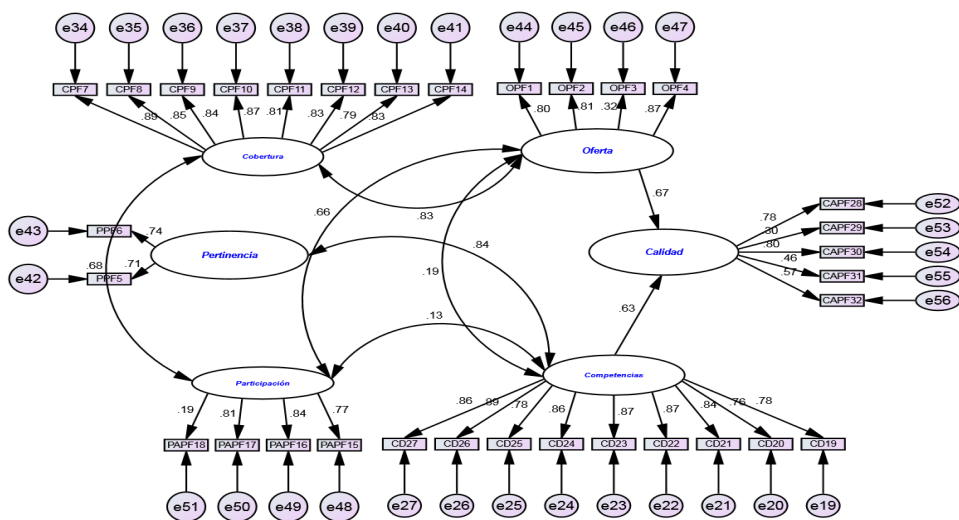 e34 e35 e36 e37 e38 e39 e40 e41 e44 e45 e46 e47
CPF7 CPF8 CPF9 CPF10 CPF11 CPF12 CPF13 CPF14 OPF1 OPF2 OPF3 OPF4
.89 .85 .84 .87 .81 .83 .79 .83 .80 .81 .32 .87
Cobertura Oferta
.67
.66 .83
e43 PPF6 .74
Pertinencia
e42 PPF5 .71
.68
.84
.19
Calidad
.78 CAPF28 e52
.30 CAPF29 e53
.80 CAPF30 e54
.46 CAPF31 e55
.57 CAPF32 e56
.63
.13
Participación Competencias
.19 .81 .84 .77 .86 .89 .78 .86 .87 .87 .84 .76 .78
PAPF18 PAPF17 PAPF16 PAPF15 CD27 CD26 CD25 CD24 CD23 CD22 CD21 CD20 CD19
e51 e50 e49 e48 e27 e26 e25 e24 e23 e22 e21 e20 e19